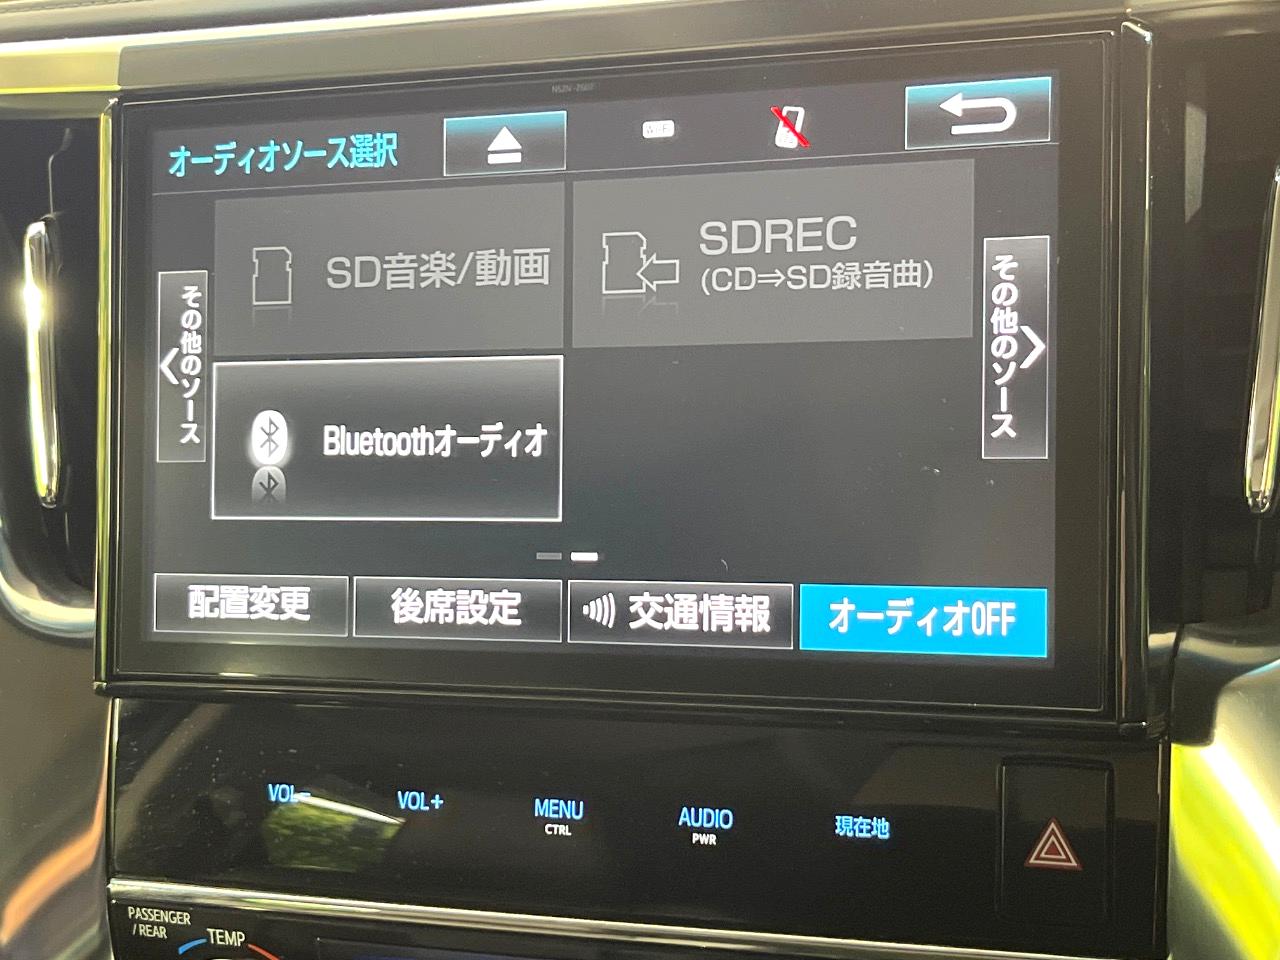 NSZN-Z66T
オーディオソース選択
Wi-Fi
SD音楽/動画
SDREC
(CD⇒SD録音曲)
その他のソース
その他のソース
Bluetoothオーディオ
配置変更
後席設定
交通情報
オーディオOFF
VOL-
VOL+
MENU
CTRL
AUDIO
PWR
現在地
PASSENGER
/REAR
TEMP